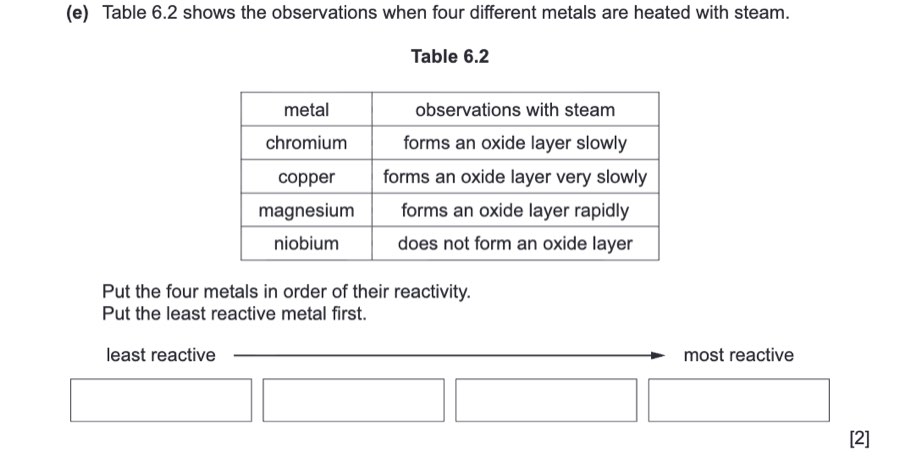 (e) Table 6.2 shows the observations when four different metals are heated with steam.
Table 6.2
metal observations with steam
chromium forms an oxide layer slowly
copper forms an oxide layer very slowly
magnesium forms an oxide layer rapidly
niobium does not form an oxide layer
Put the four metals in order of their reactivity.
Put the least reactive metal first.
least reactive most reactive
[2]